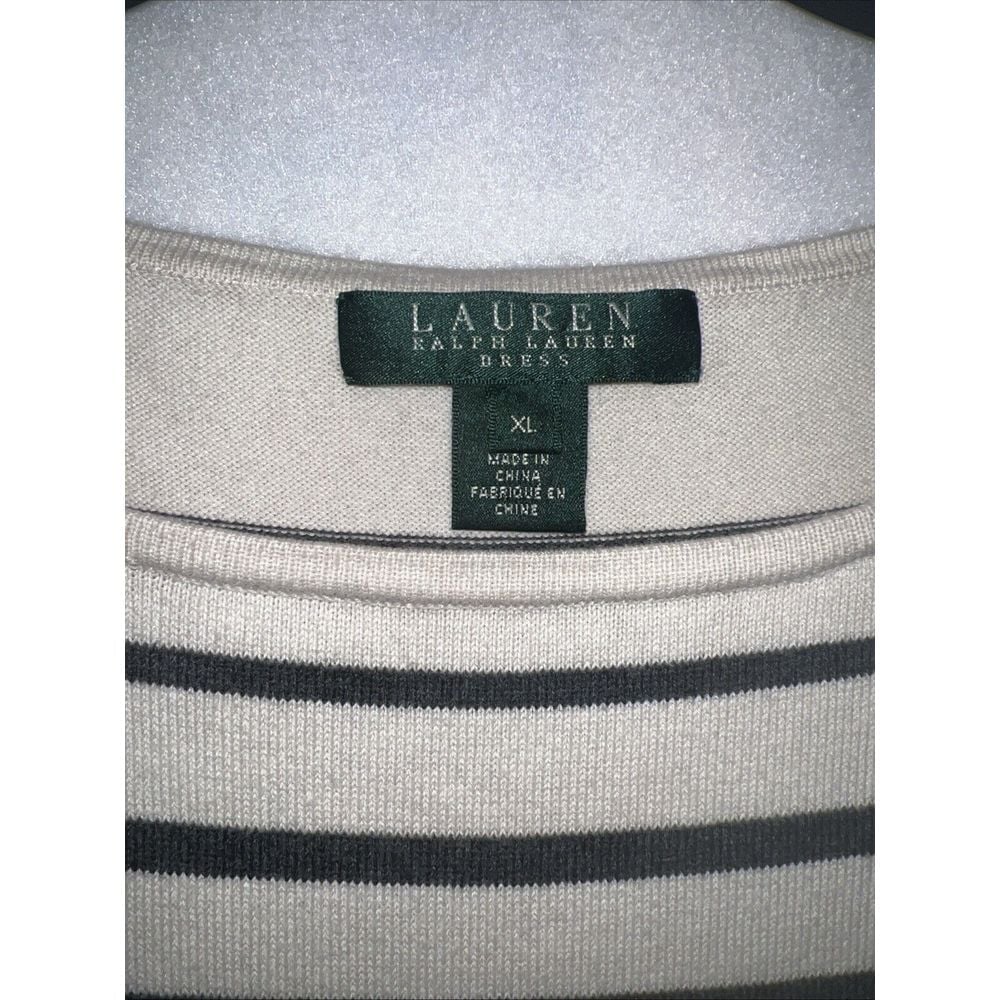 LAUREN
RALPH LAUREN
DRESS
XL
MADE IN
CHINA
FABRIQUÉ EN
CHINE